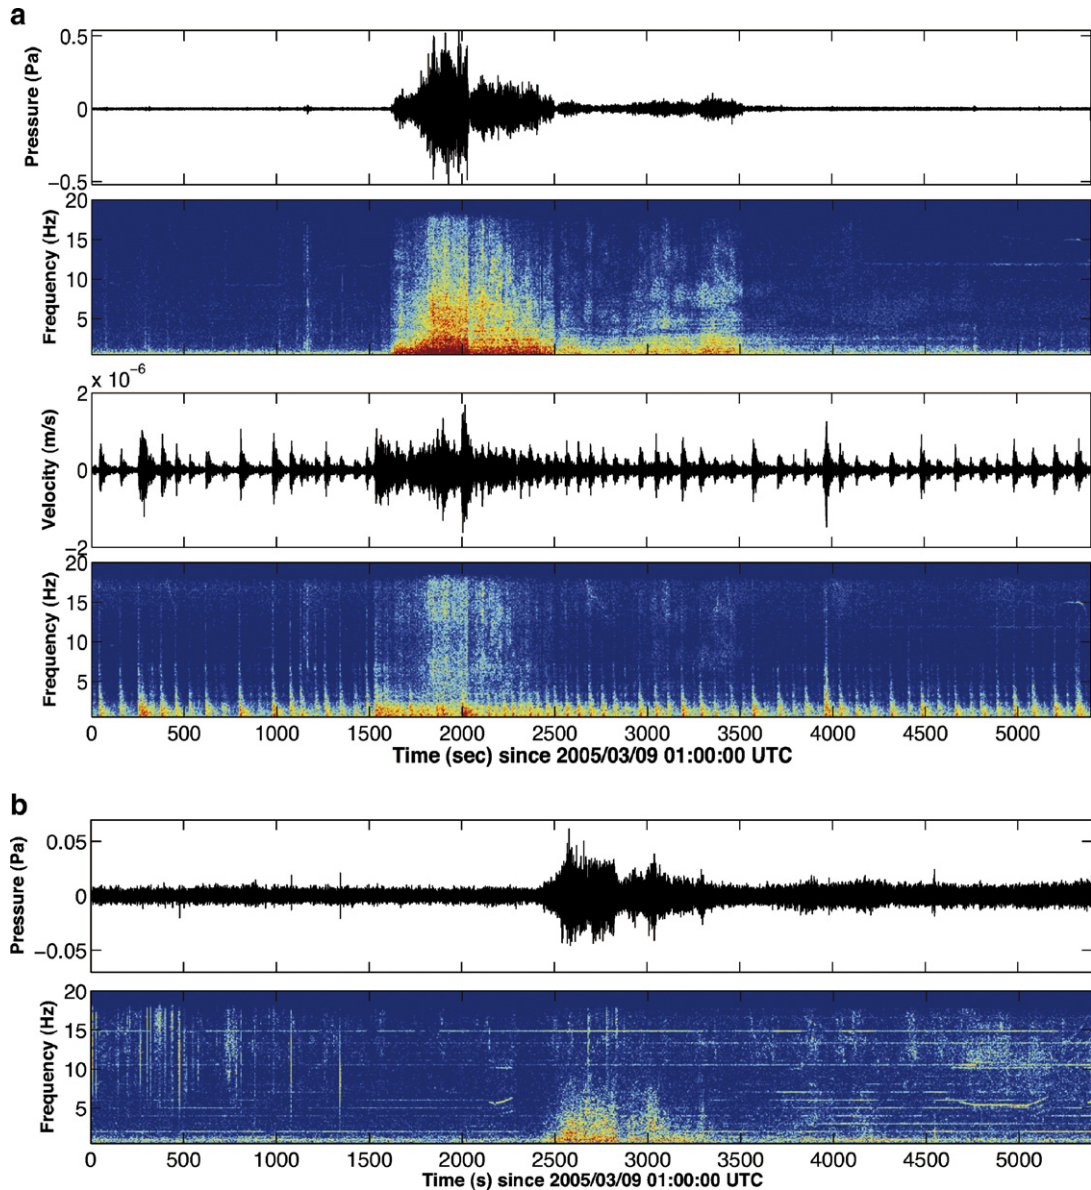 a
Pressure (Pa)
0.5
0
−0.5
Frequency (Hz)
20
15
10
5
x 10−6
Velocity (m/s)
2
0
−2
Frequency (Hz)
20
15
10
5
0 500 1000 1500 2000 2500 3000 3500 4000 4500 5000
Time (sec) since 2005/03/09 01:00:00 UTC
b
Pressure (Pa)
0.05
0
−0.05
Frequency (Hz)
20
15
10
5
0 500 1000 1500 2000 2500 3000 3500 4000 4500 5000
Time (s) since 2005/03/09 01:00:00 UTC